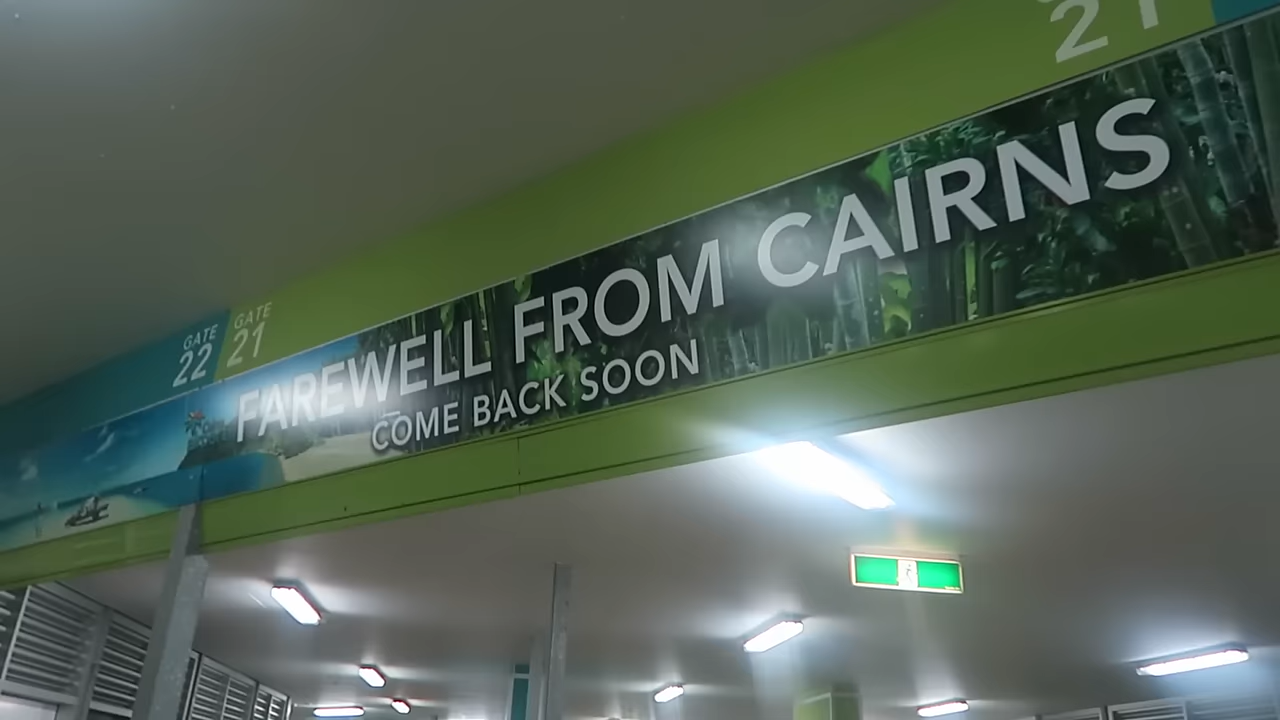 21
GATE
22
GATE
21
FAREWELL FROM CAIRNS
COME BACK SOON